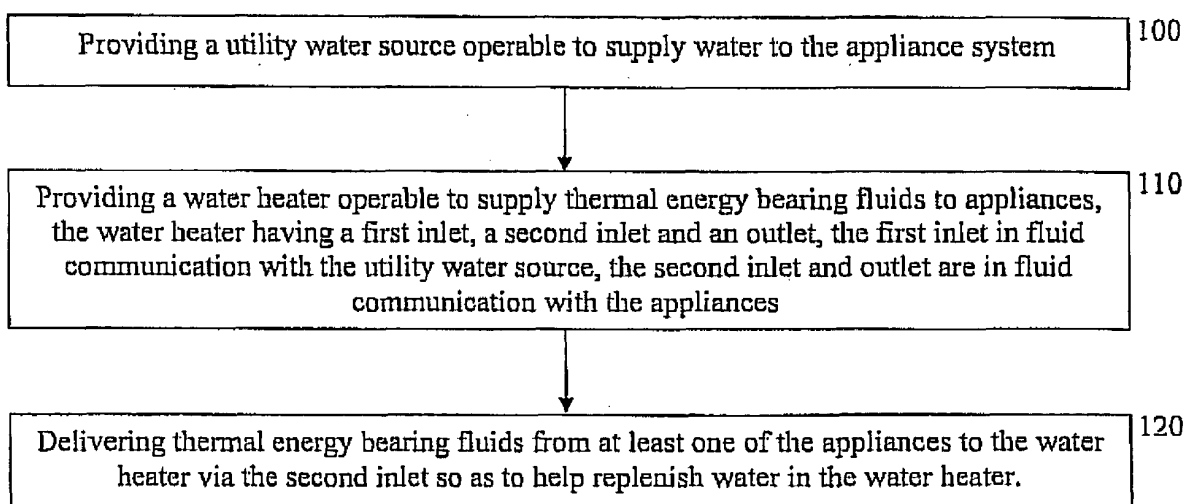 Providing a utility water source operable to supply water to the appliance system
100
Providing a water heater operable to supply thermal energy bearing fluids to appliances,
the water heater having a first inlet, a second inlet and an outlet, the first inlet in fluid
communication with the utility water source, the second inlet and outlet are in fluid
communication with the appliances
110
Delivering thermal energy bearing fluids from at least one of the appliances to the water
heater via the second inlet so as to help replenish water in the water heater.
120